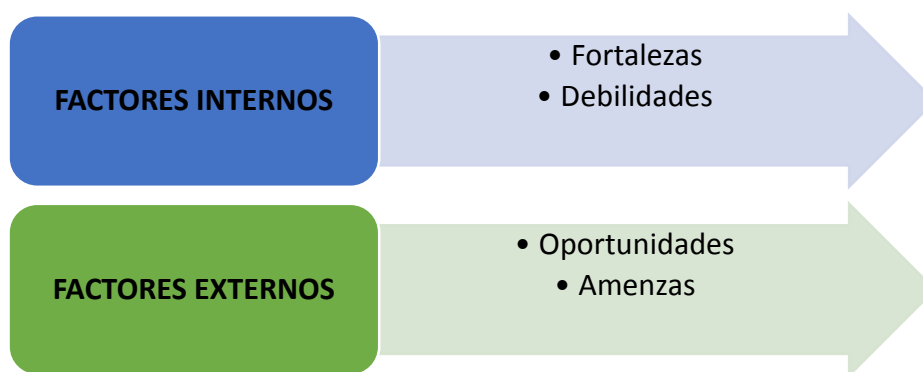 FACTORES INTERNOS
• Fortalezas
• Debilidades
FACTORES EXTERNOS
• Oportunidades
• Amenzas